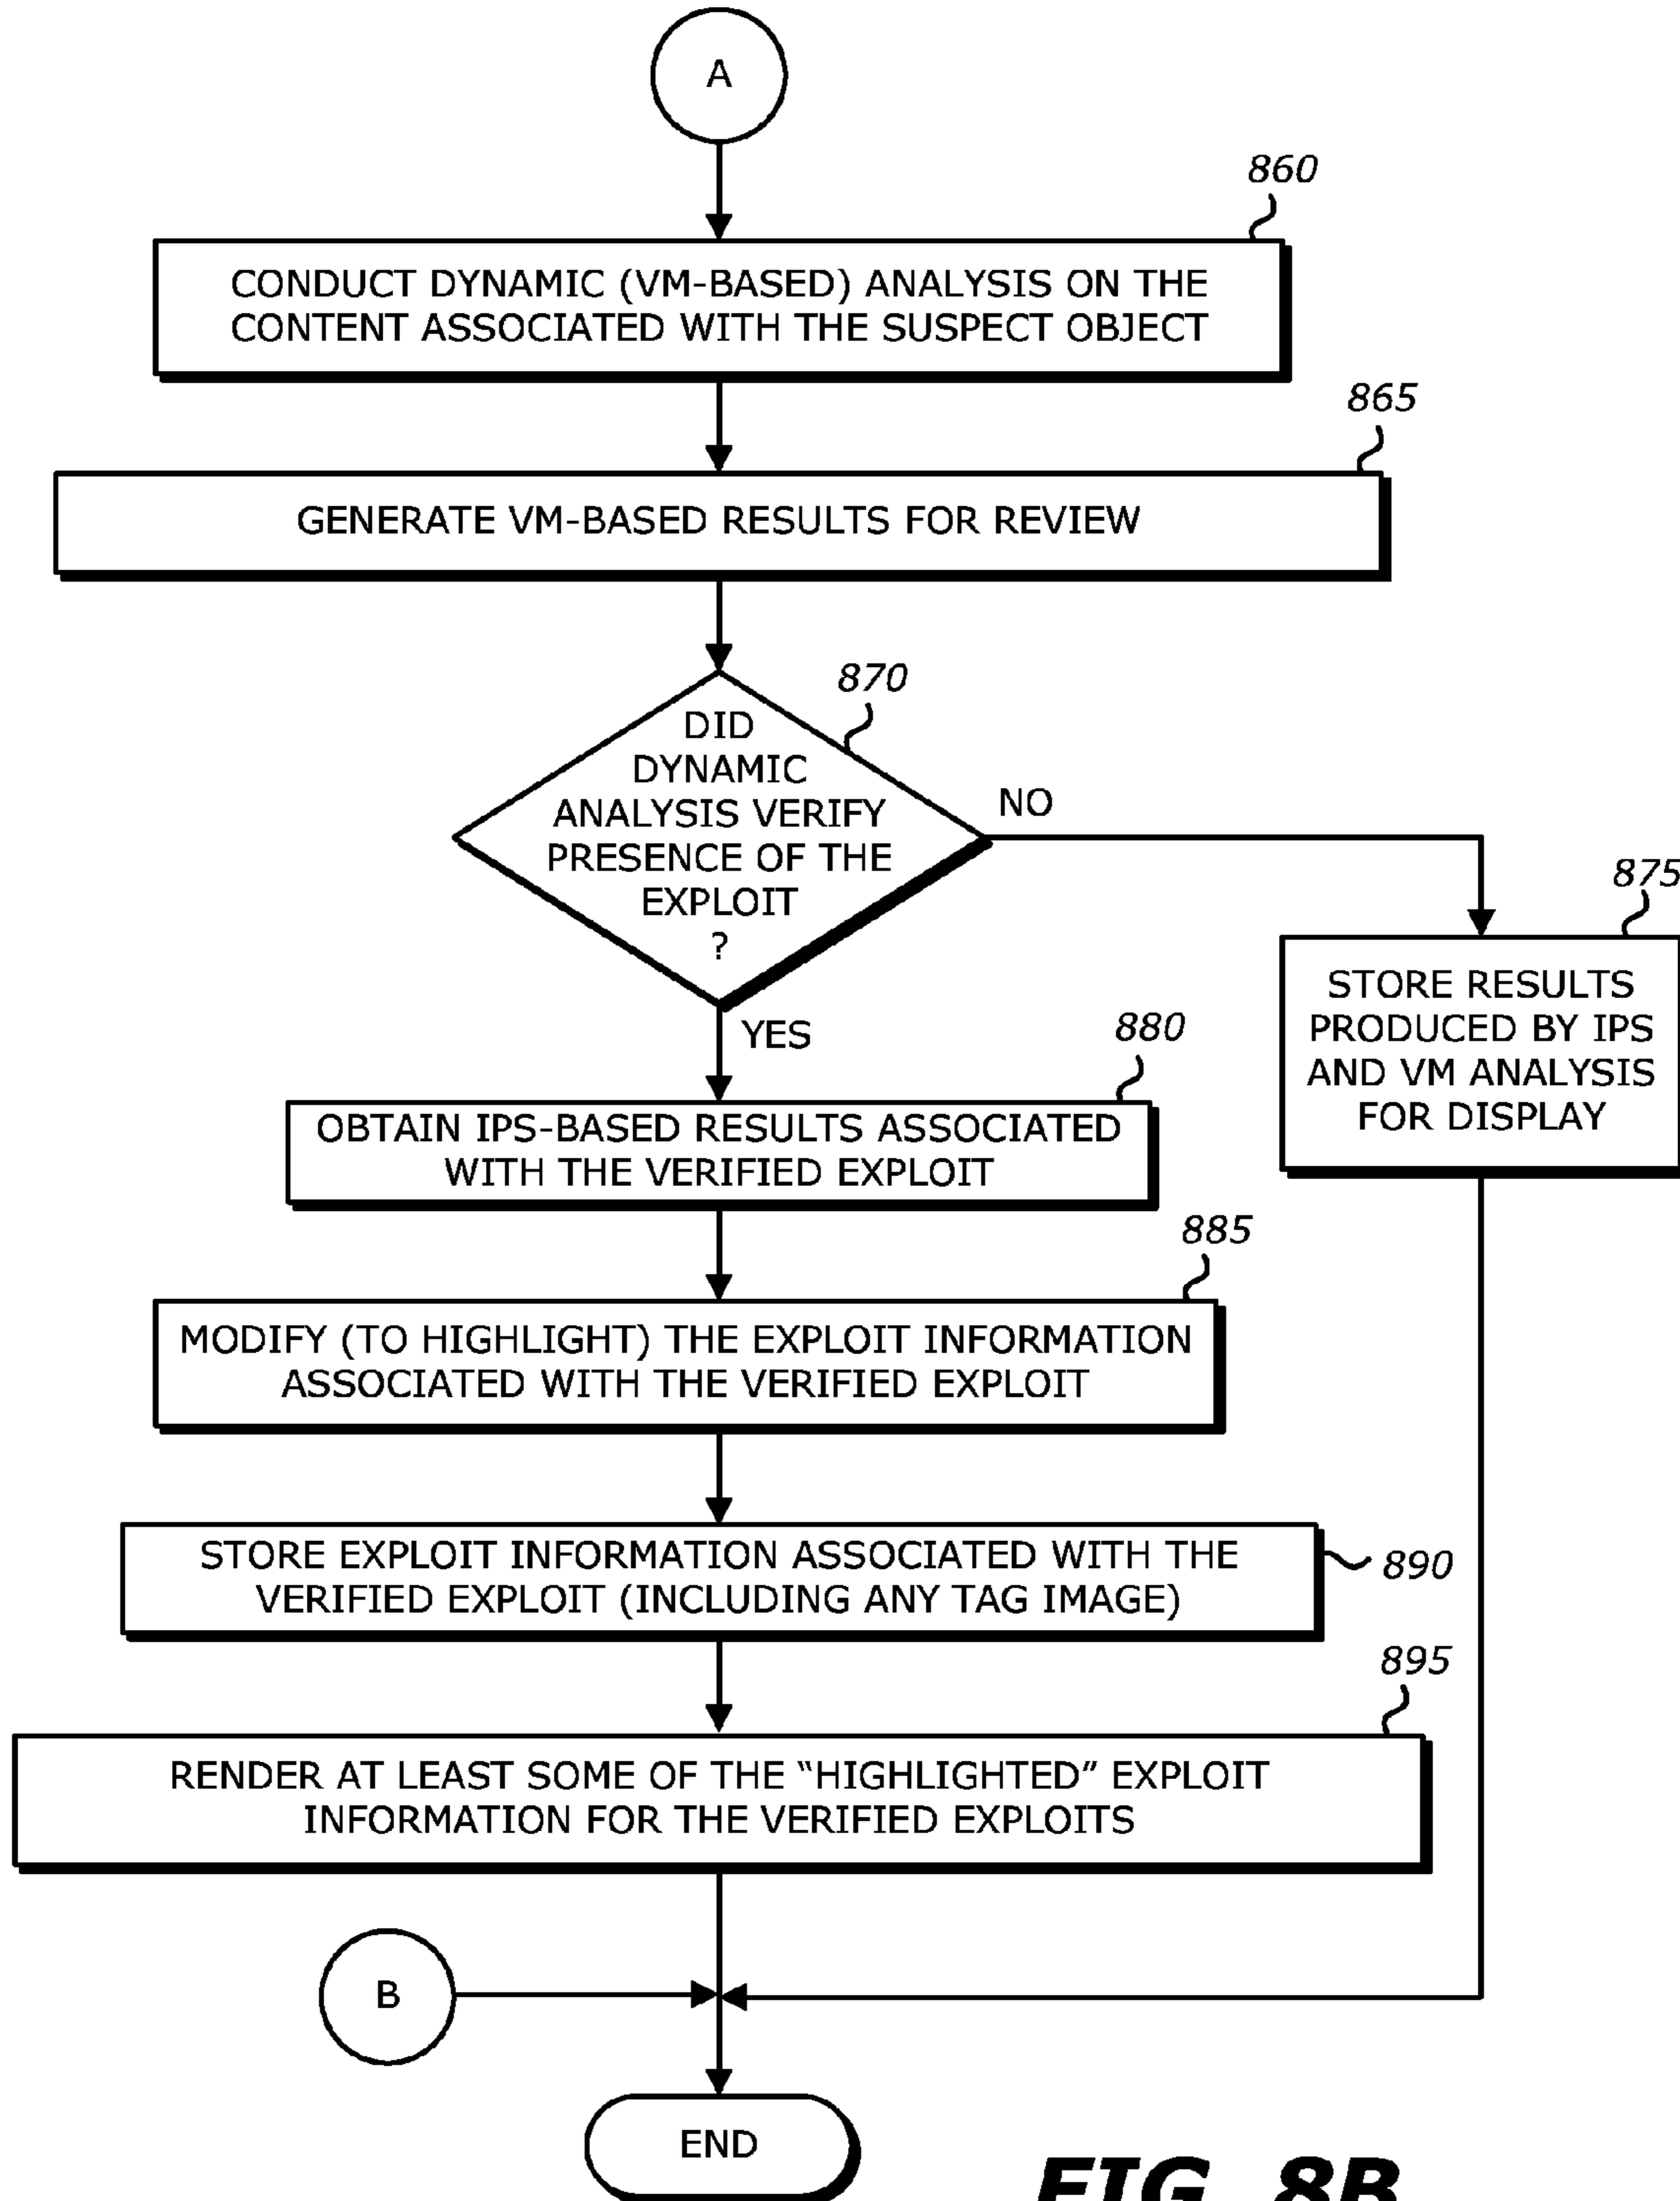 A
860
CONDUCT DYNAMIC (VM-BASED) ANALYSIS ON THE
CONTENT ASSOCIATED WITH THE SUSPECT OBJECT
865
GENERATE VM-BASED RESULTS FOR REVIEW
870
DID
DYNAMIC
ANALYSIS VERIFY
PRESENCE OF THE
EXPLOIT
?
NO
YES
875
STORE RESULTS
PRODUCED BY IPS
AND VM ANALYSIS
FOR DISPLAY
880
OBTAIN IPS-BASED RESULTS ASSOCIATED
WITH THE VERIFIED EXPLOIT
885
MODIFY (TO HIGHLIGHT) THE EXPLOIT INFORMATION
ASSOCIATED WITH THE VERIFIED EXPLOIT
890
STORE EXPLOIT INFORMATION ASSOCIATED WITH THE
VERIFIED EXPLOIT (INCLUDING ANY TAG IMAGE)
895
RENDER AT LEAST SOME OF THE “HIGHLIGHTED” EXPLOIT
INFORMATION FOR THE VERIFIED EXPLOITS
B
END
FIG. 8B